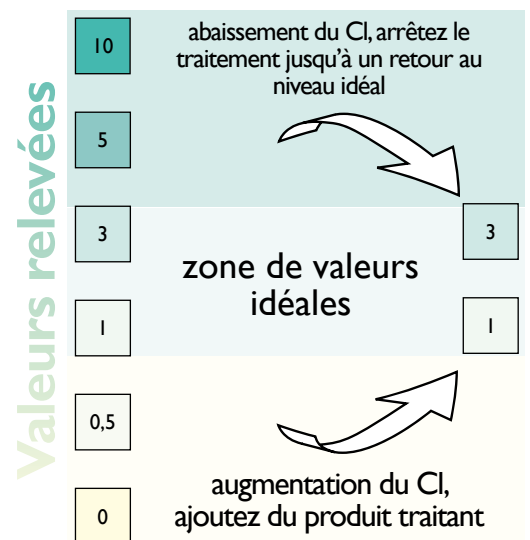 Valeurs relevées
10
abaissement du Cl, arrêtez le
traitement jusqu'à un retour au
niveau idéal
5
3
3
zone de valeurs
idéales
1
1
0,5
augmentation du Cl,
ajoutez du produit traitant
0